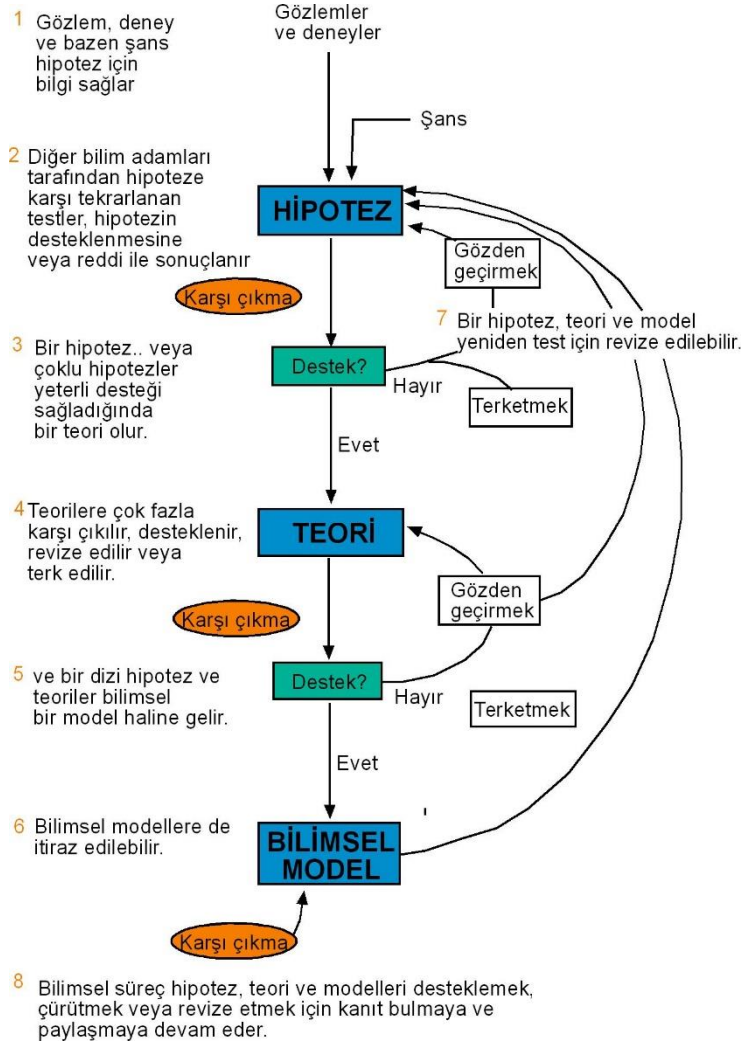 1 Gözlem, deney
ve bazen şans
hipotez için
bilgi sağlar
Gözlemler
ve deneyler
Şans
2 Diğer bilim adamları
tarafından hipoteze
karşı tekrarlanan
testler, hipotezin
desteklenmesine
veya reddi ile sonuçlanır
HİPOTEZ
Gözden
geçirmek
Karşı çıkma
7 Bir hipotez, teori ve model
yeniden test için revize edilebilir.
3 Bir hipotez.. veya
çoklu hipotezler
yeterli desteği
sağladığında
bir teori olur.
Destek?
Hayır
Terketmek
Evet
4 Teorilere çok fazla
karşı çıkılır, desteklenir,
revize edilir veya
terk edilir.
TEORİ
Gözden
geçirmek
Karşı çıkma
5 ve bir dizi hipotez ve
teoriler bilimsel
bir model haline gelir.
Destek?
Hayır
Terketmek
Evet
6 Bilimsel modellere de
itiraz edilebilir.
BİLİMSEL
MODEL
Karşı çıkma
8 Bilimsel süreç hipotez, teori ve modelleri desteklemek,
çürütmek veya revize etmek için kanıt bulmaya ve
paylaşmaya devam eder.